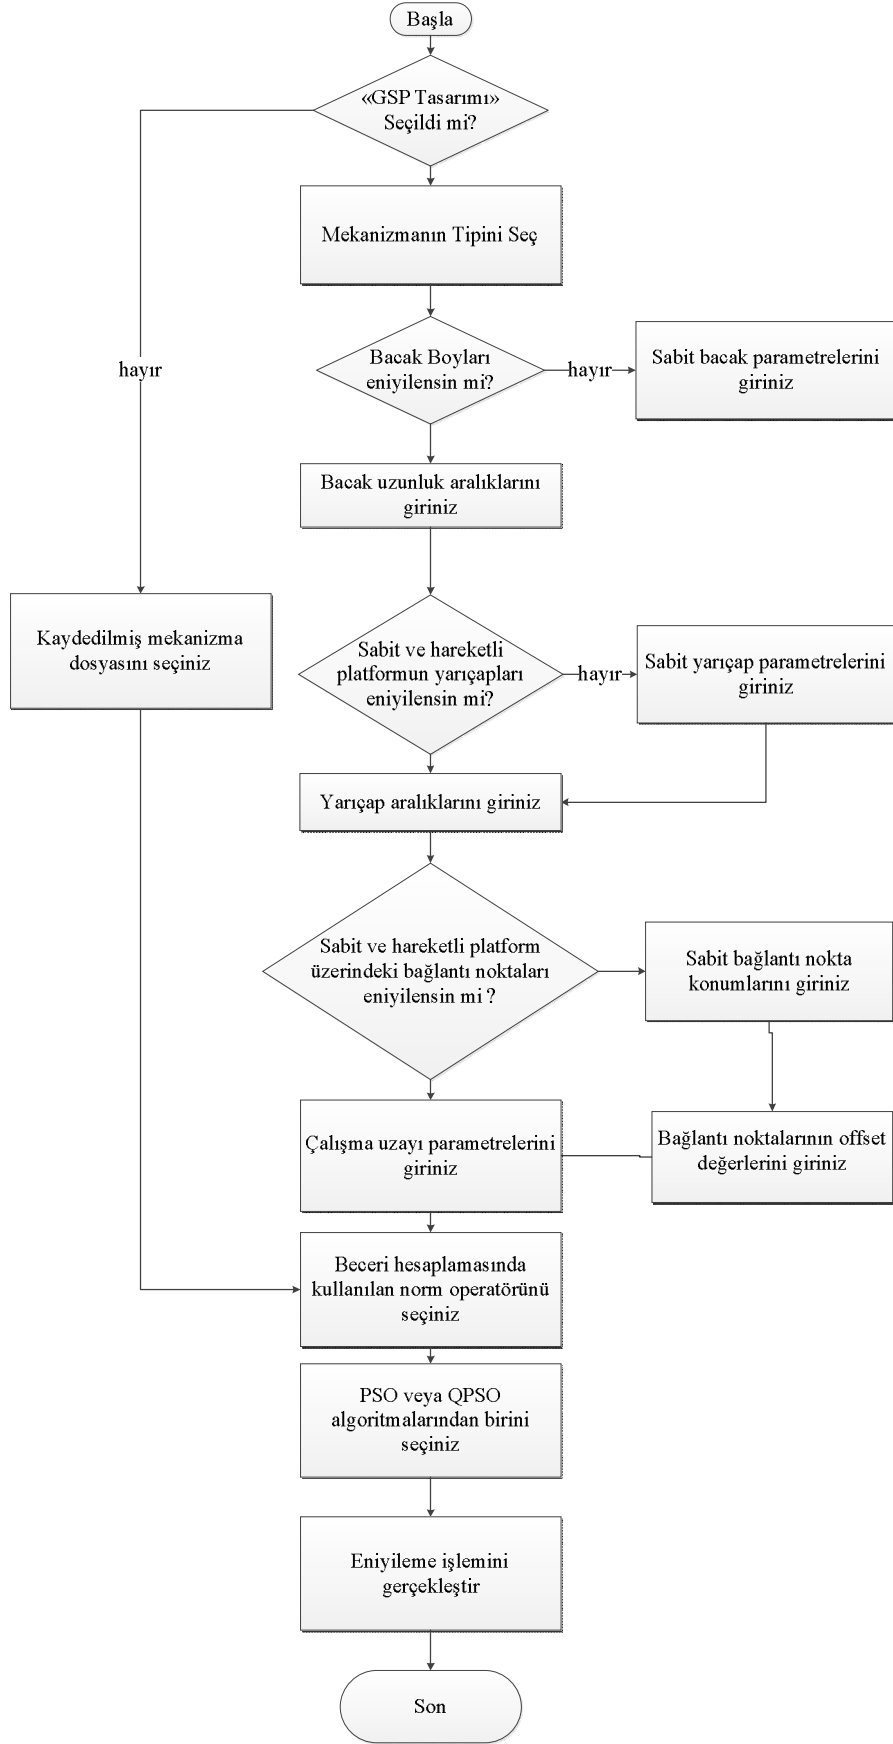 Başla
«GSP Tasarımı»
Seçildi mi?
Mekanizmanın Tipini Seç
hayır
Bacak Boyları
eniyilensin mi?
hayır
Sabit bacak parametrelerini
giriniz
Bacak uzunluk aralıklarını
giriniz
Kaydedilmiş mekanizma
dosyasını seçiniz
Sabit ve hareketli
platformun yarıçapları
eniyilensin mi?
hayır
Sabit yarıçap parametrelerini
giriniz
Yarıçap aralıklarını giriniz
Sabit ve hareketli platform
üzerindeki bağlantı noktaları
eniyilensin mi ?
Sabit bağlantı nokta
konumlarını giriniz
Çalışma uzayı parametrelerini
giriniz
Bağlantı noktalarının offset
değerlerini giriniz
Beceri hesaplamasında
kullanılan norm operatörünü
seçiniz
PSO veya QPSO
algoritmalarından birini
seçiniz
Eniyileme işlemini
gerçekleştir
Son